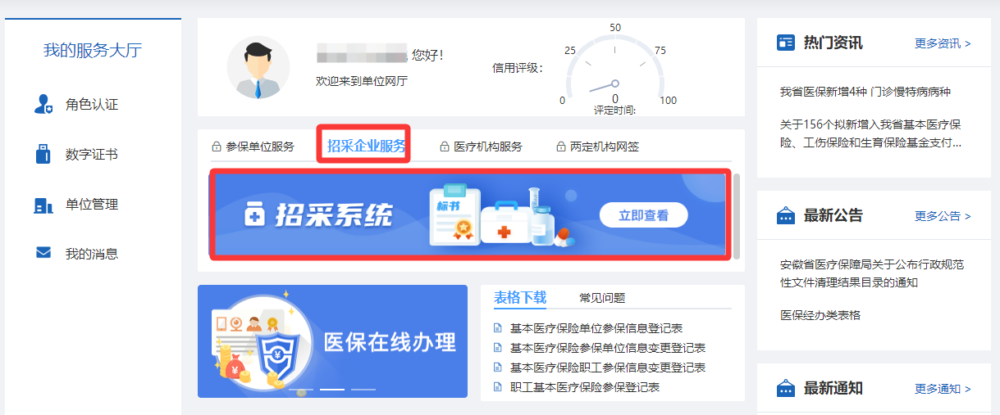 我的服务大厅
角色认证
数字证书
单位管理
我的消息
您好！
欢迎来到单位网厅
信用评级：
0
25
50
75
100
0
评定时间:
参保单位服务
招采企业服务
医疗机构服务
两定机构网签
招采系统
标书
立即查看
医保在线办理
表格下载
常见问题
基本医疗保险单位参保信息登记表
基本医疗保险参保单位信息变更登记表
基本医疗保险职工参保信息变更登记表
职工基本医疗保险参保登记表
热门资讯
更多资讯 >
我省医保新增4种 门诊慢特病病种
关于156个拟新增入我省基本医疗保
险、工伤保险和生育保险基金支付...
最新公告
更多公告 >
安徽省医疗保障局关于公布行政规范
性文件清理结果目录的通知
医保经办类表格
最新通知
更多通知 >